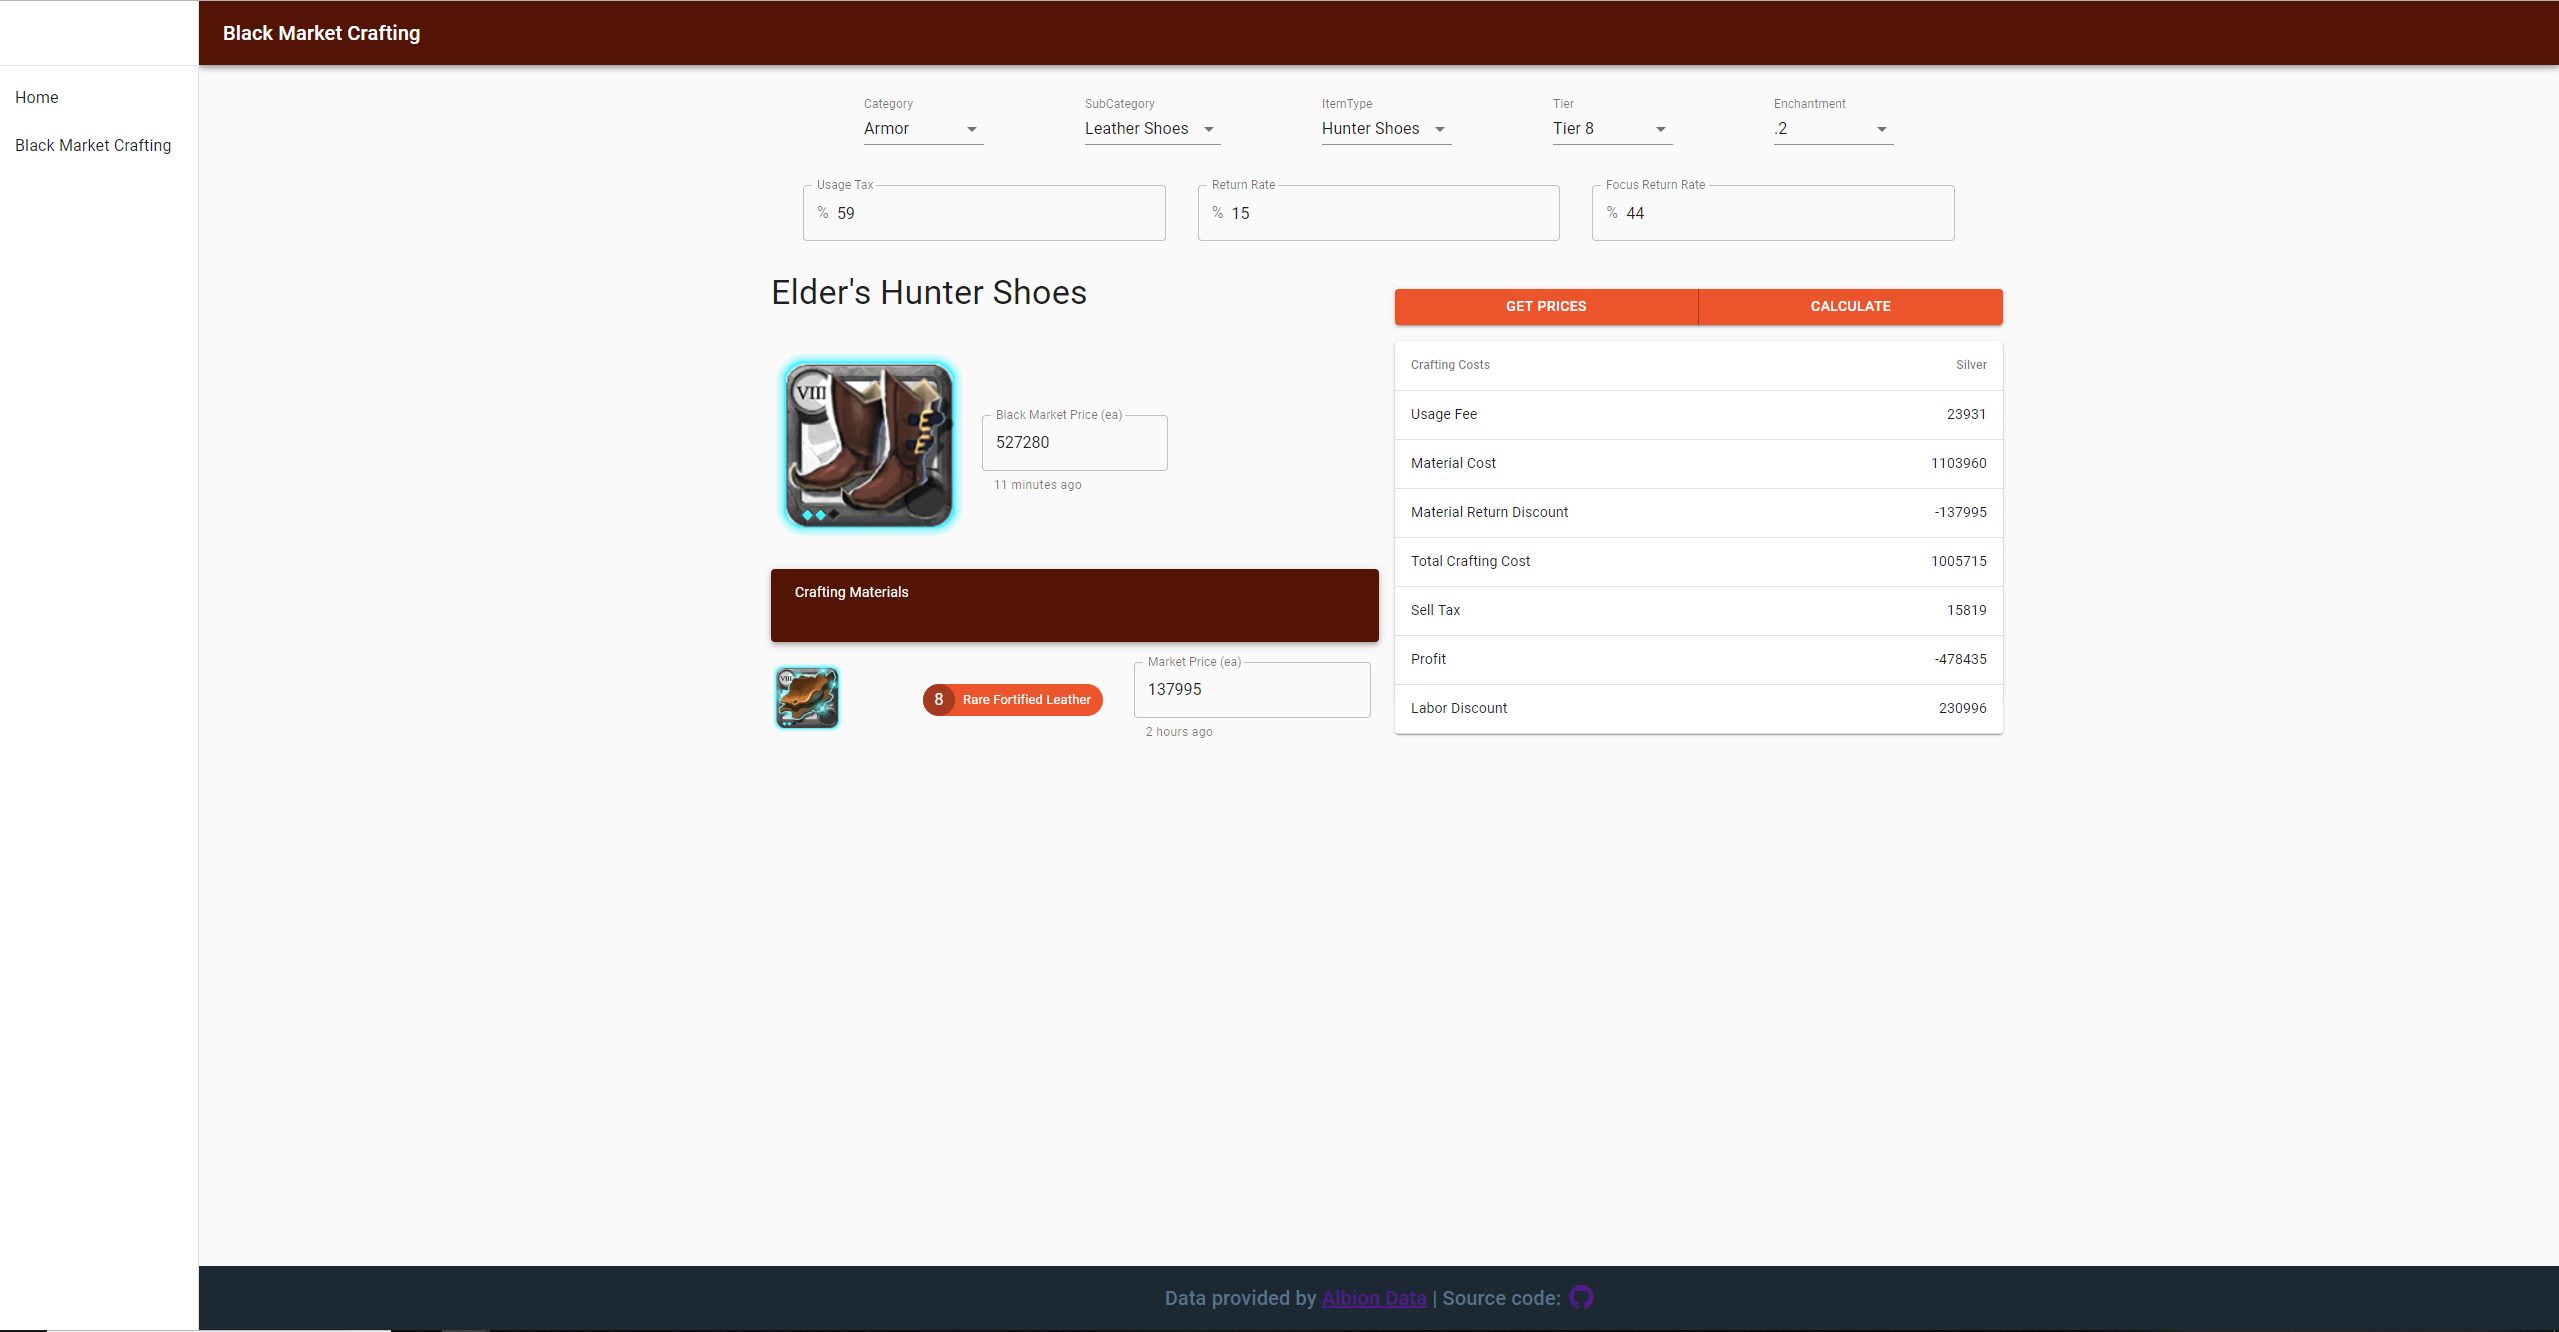 Black Market Crafting
Home
Black Market Crafting
Category
Armor
SubCategory
Leather Shoes
ItemType
Hunter Shoes
Tier
Tier 8
Enchantment
.2
Usage Tax
% 59
Return Rate
% 15
Focus Return Rate
% 44
Elder's Hunter Shoes
VIII
Black Market Price (ea)
527280
11 minutes ago
Crafting Materials
VIII
8 Rare Fortified Leather
Market Price (ea)
137995
2 hours ago
GET PRICES CALCULATE
Crafting Costs Silver
Usage Fee 23931
Material Cost 1103960
Material Return Discount -137995
Total Crafting Cost 1005715
Sell Tax 15819
Profit -478435
Labor Discount 230996
Data provided by Albion Data | Source code: